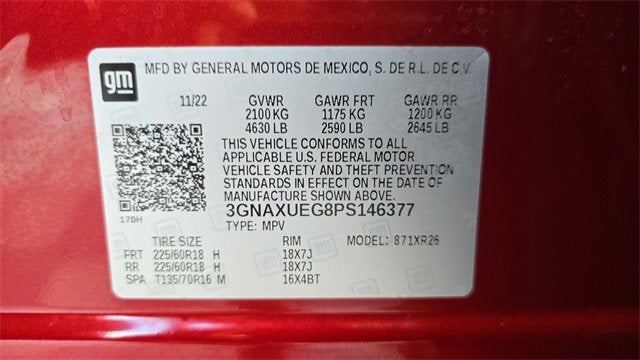 gm MFD BY GENERAL MOTORS DE MEXICO, S. DE R.L. DE C.V.
11/22 GVWR GAWR FRT GAWR RR
2100 KG 1175 KG 1200 KG
4630 LB 2590 LB 2645 LB
THIS VEHICLE CONFORMS TO ALL
APPLICABLE U.S. FEDERAL MOTOR
VEHICLE SAFETY AND THEFT PREVENTION
STANDARDS IN EFFECT ON THE DATE OF
MANUFACTURE SHOWN ABOVE.
170H 3GNAXUEG8PS146377
TYPE: MPV
TIRE SIZE RIM MODEL: 871XR26
FRT 225/60R18 H 18X7J
RR 225/60R18 H 18X7J
SPA T135/70R16 M 16X4BT